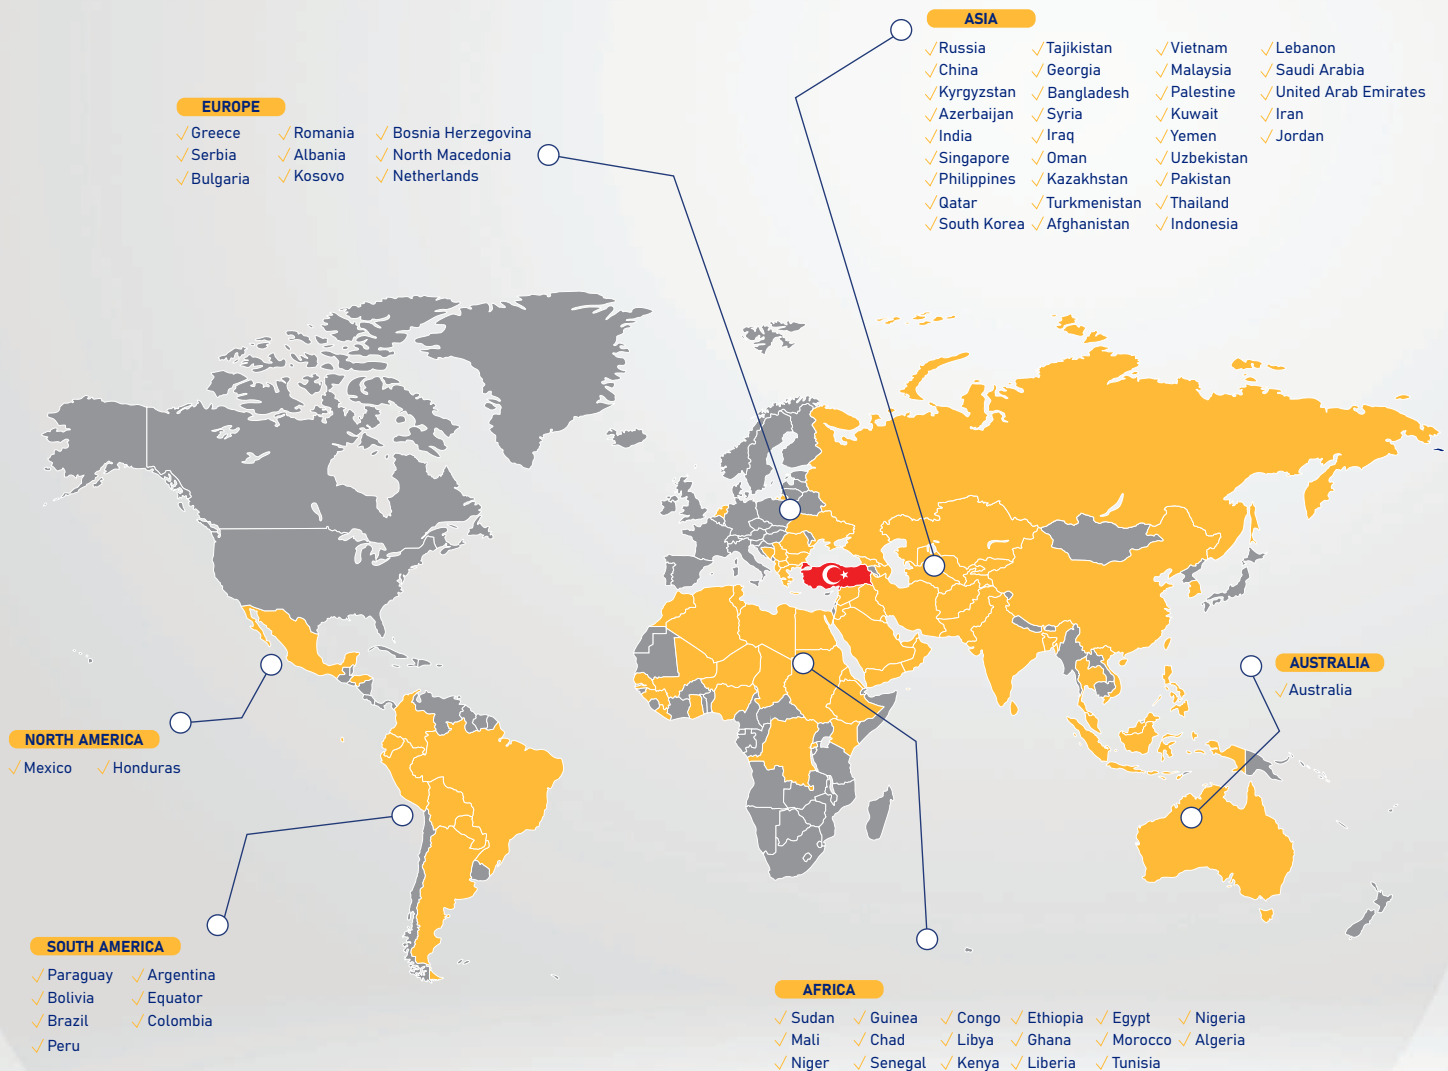 ASIA
Russia Tajikistan Vietnam Lebanon
China Georgia Malaysia Saudi Arabia
Kyrgyzstan Bangladesh Palestine United Arab Emirates
Azerbaijan Syria Kuwait Iran
India Iraq Yemen Jordan
Singapore Oman Uzbekistan
Philippines Kazakhstan Pakistan
Qatar Turkmenistan Thailand
South Korea Afghanistan Indonesia
EUROPE
Greece Romania Bosnia Herzegovina
Serbia Albania North Macedonia
Bulgaria Kosovo Netherlands
AUSTRALIA
Australia
NORTH AMERICA
Mexico Honduras
SOUTH AMERICA
Paraguay Argentina
Bolivia Equator
Brazil Colombia
Peru
AFRICA
Sudan Guinea Congo Ethiopia Egypt Nigeria
Mali Chad Libya Ghana Morocco Algeria
Niger Senegal Kenya Liberia Tunisia